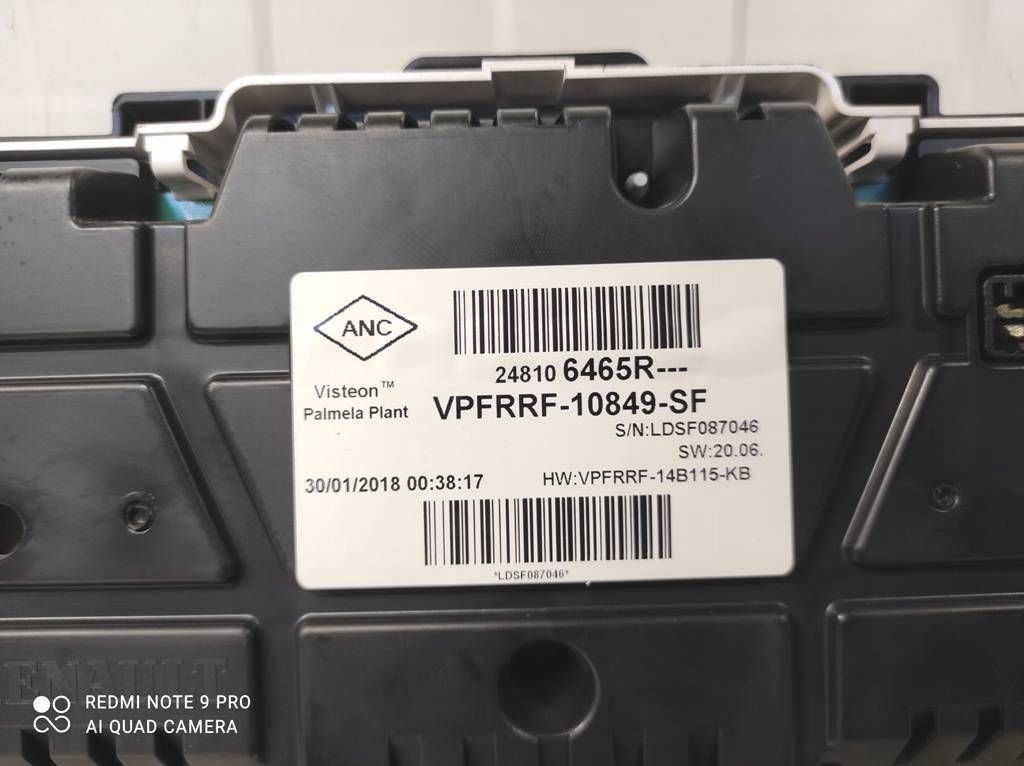 ANC
24810 6465R---
Visteon™
Palmela Plant
VPFRRF-10849-SF
S/N:LDSF087046
SW:20.06.
30/01/2018 00:38:17
HW:VPFRRF-14B115-KB
*LDSF087046*
RENAULT
REDMI NOTE 9 PRO
AI QUAD CAMERA